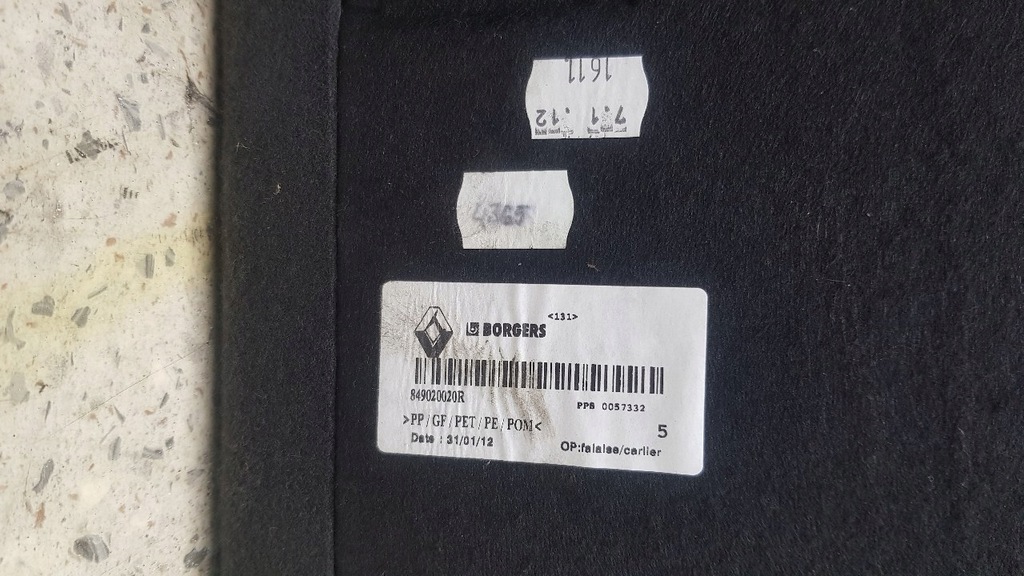 1611
7.1.12
4365
BORGERS <131>
849020020R
PPB 0057332
>PP/GF/PET/PE/POM<
5
Date : 31/01/12
OP:falaise/carlier